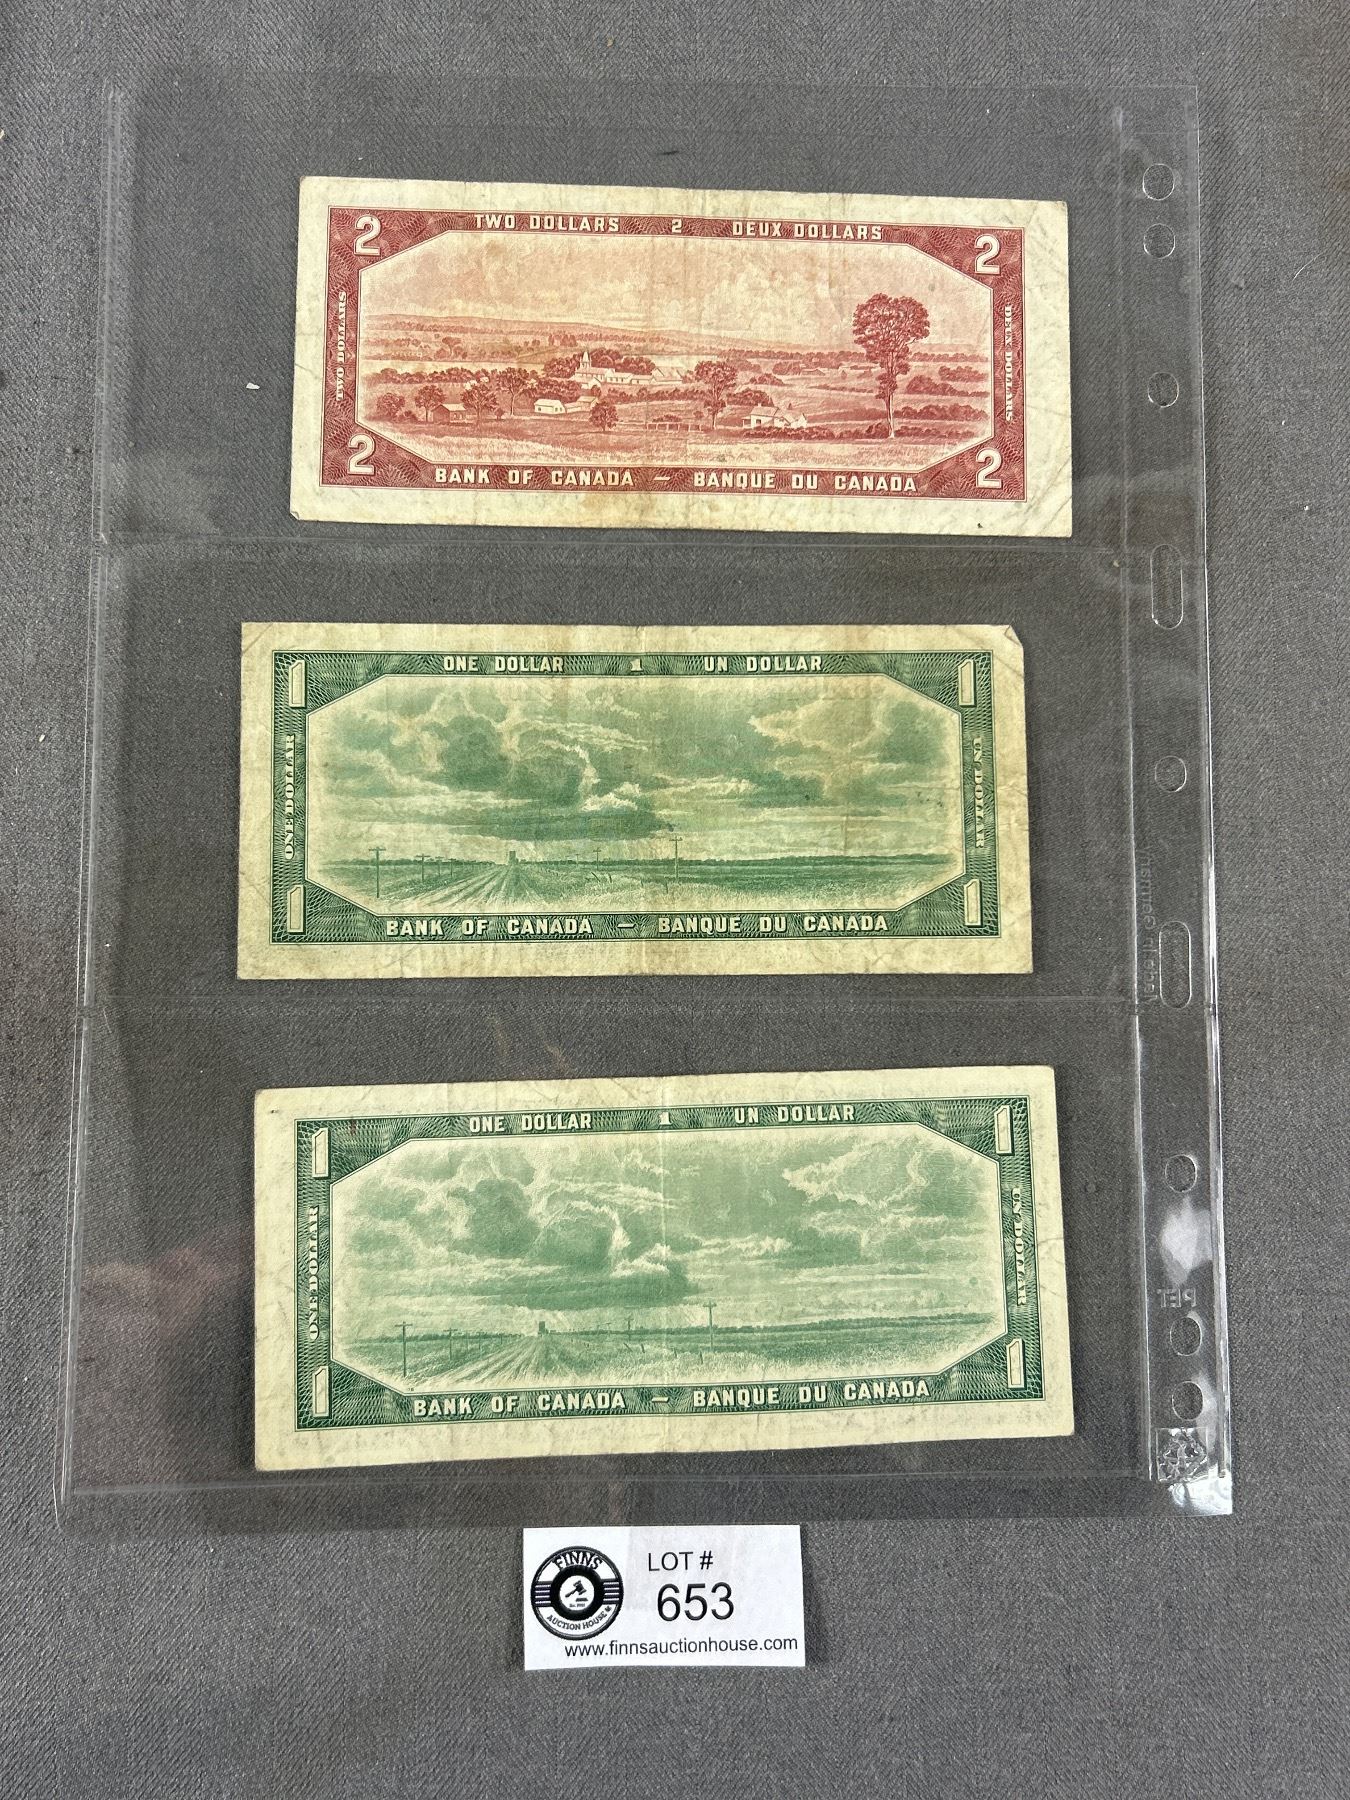 2 TWO DOLLARS 2 DEUX DOLLARS 2
TWO DOLLARS
DEUX DOLLARS
2 BANK OF CANADA — BANQUE DU CANADA 2
1 ONE DOLLAR 1 UN DOLLAR 1
ONE DOLLAR
UN DOLLAR
1 BANK OF CANADA — BANQUE DU CANADA 1
1 ONE DOLLAR 1 UN DOLLAR 1
ONE DOLLAR
UN DOLLAR
1 BANK OF CANADA — BANQUE DU CANADA 1
PET
FINNS
AUCTION HOUSE
LOT #
653
www.finnsauctionhouse.com